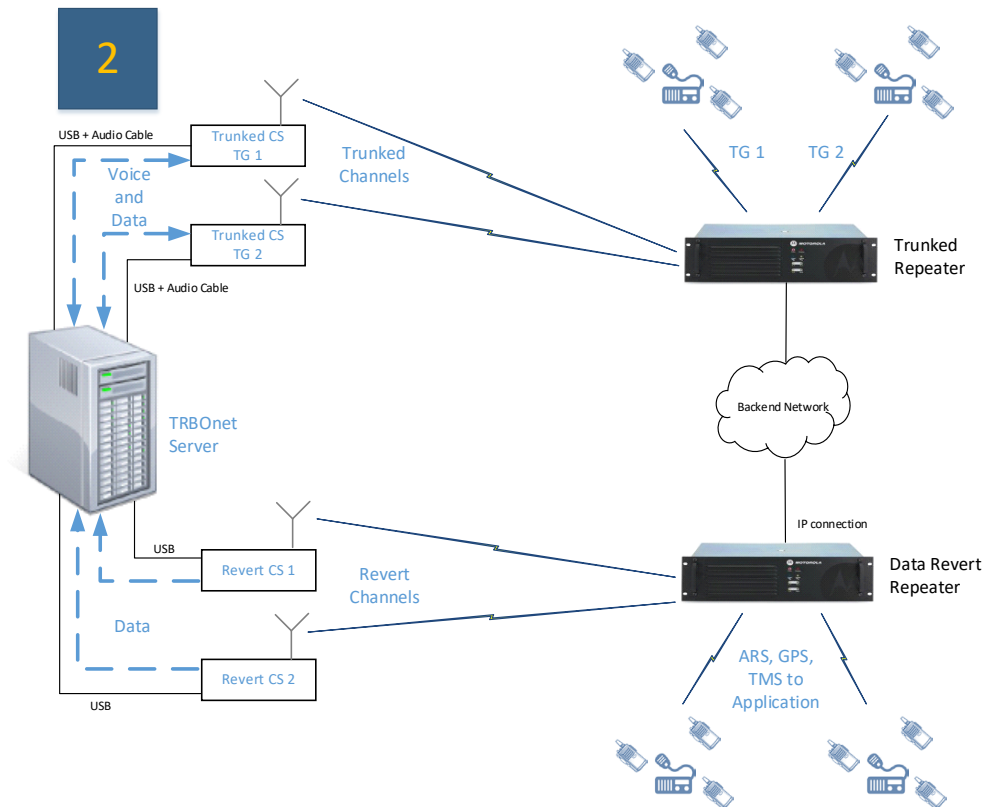 2
USB + Audio Cable
Trunked CS
TG 1
Voice
and
Data
Trunked CS
TG 2
USB + Audio Cable
Trunked
Channels
TG 1
TG 2
MOTOROLA
Trunked
Repeater
Backend Network
TRBOnet
Server
IP connection
USB
Revert CS 1
Revert
Channels
MOTOROLA
Data Revert
Repeater
Data
Revert CS 2
USB
ARS, GPS,
TMS to
Application